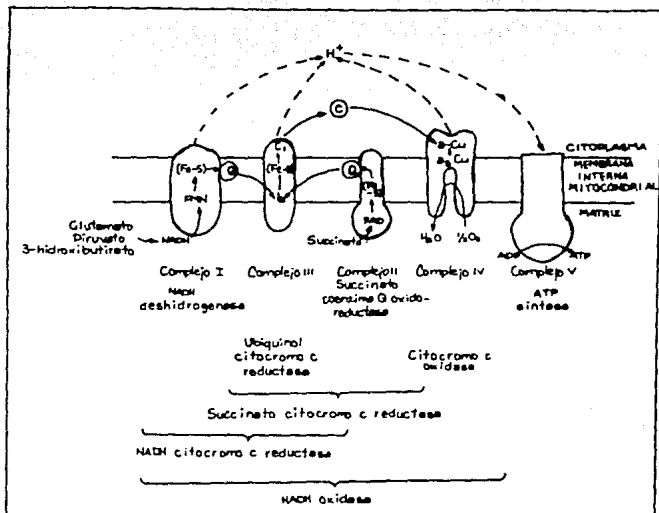 H⁺
C
C₁
a-Cu
a-Cu
CITOPLASMA
MEMBRANA
INTERNA
MITOCONDRIAL
MATRIZ
(Fe-S)
Q
(Fe-S)
Q
FMN
b
FAD
Glutamato
Piruvato
3-hidroxibutirato
NADH
Succinato
H₂O
½O₂
ADP
ATP
Complejo I
Complejo III
Complejo II
Complejo IV
Complejo V
NADH
deshidrogenasa
Succinato
coenzima Q oxido-
reductasa
ATP
sintasa
Ubiquinol
citocromo c
reductasa
Citocromo c
oxidasa
Succinato citocromo c reductasa
NADH citocromo c reductasa
NADH oxidasa